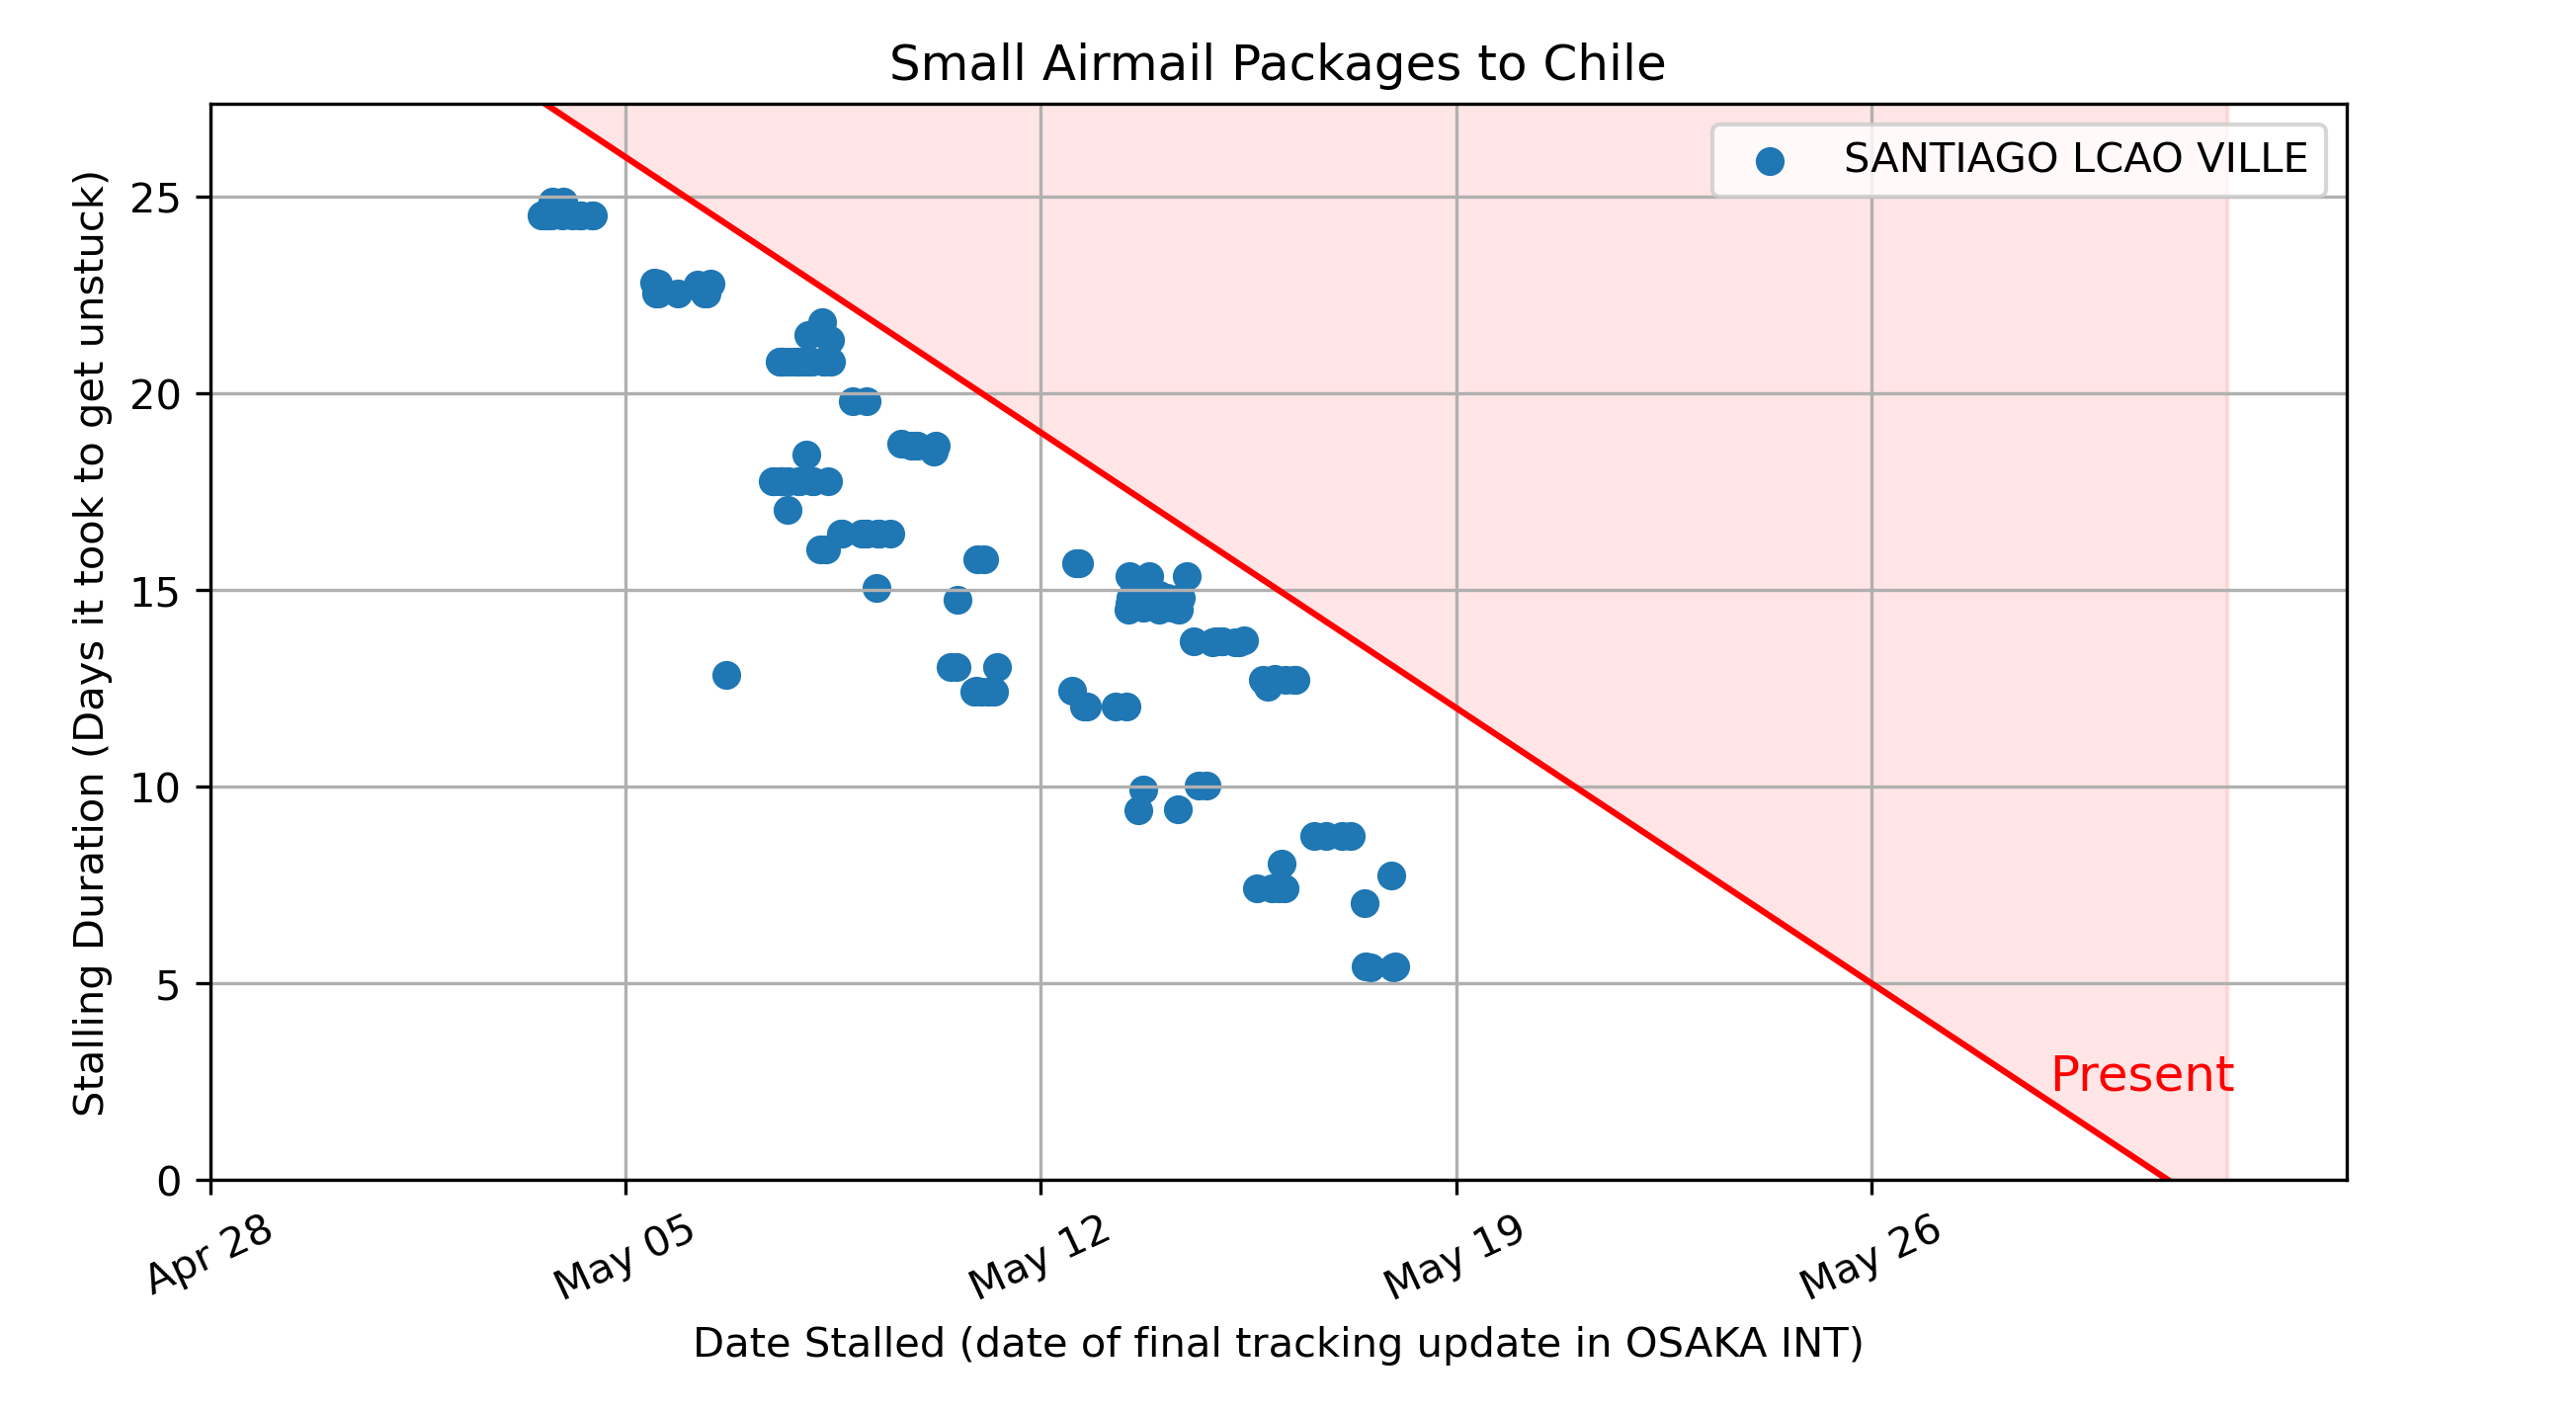 Small Airmail Packages to Chile
SANTIAGO LCAO VILLE
Stalling Duration (Days it took to get unstuck)
25
20
15
10
5
0
Present
Apr 28
May 05
May 12
May 19
May 26
Date Stalled (date of final tracking update in OSAKA INT)